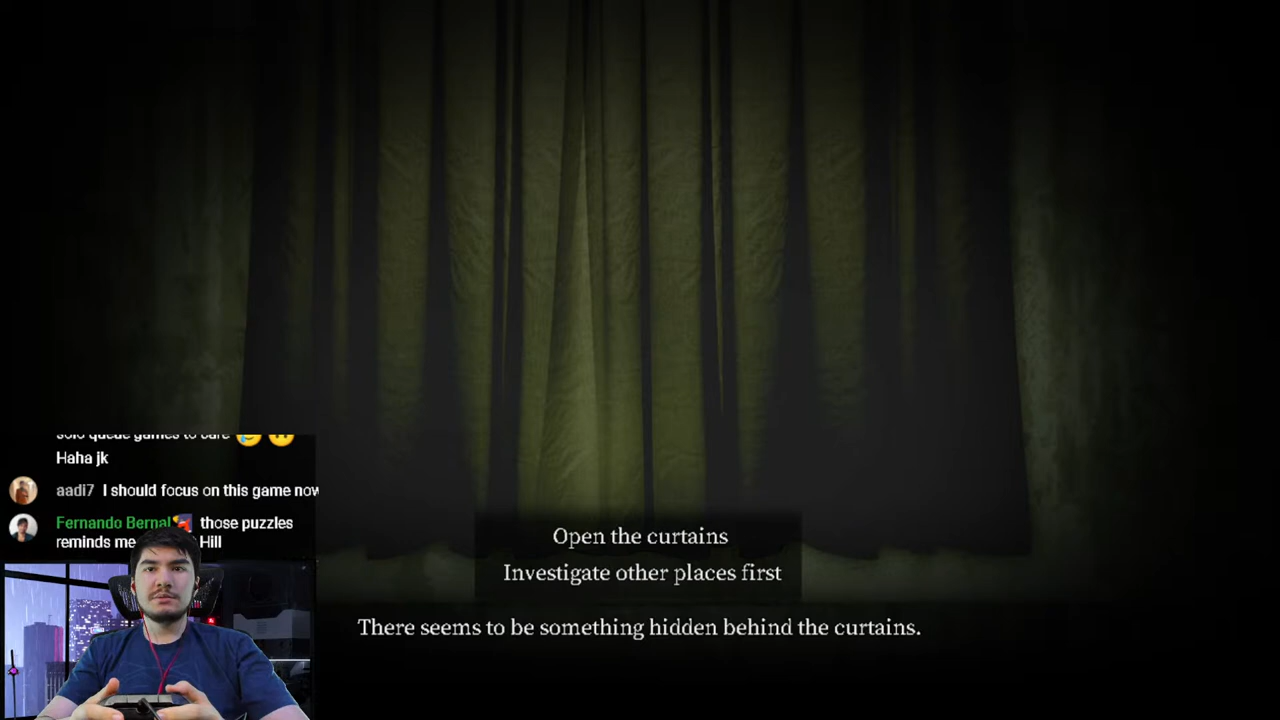 Haha jk
aadi7 I should focus on this game now
Fernando Bernal those puzzles
reminds me Hill
Open the curtains
Investigate other places first
There seems to be something hidden behind the curtains.